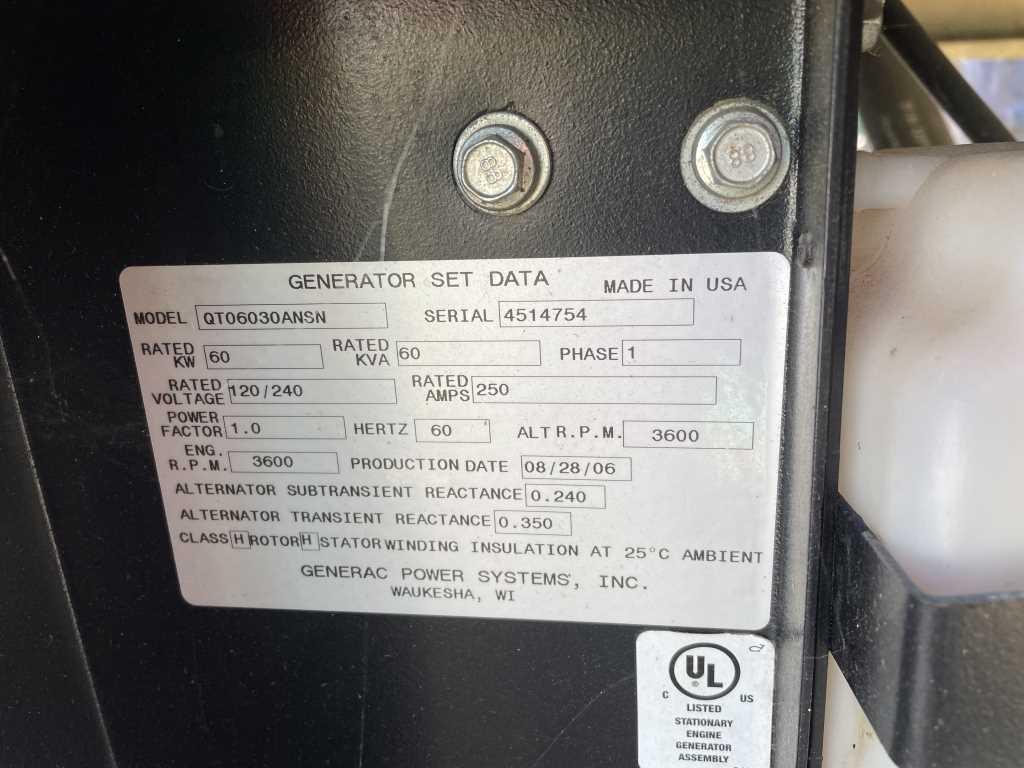 88
88
GENERATOR SET DATA MADE IN USA
MODEL QT06030ANSN SERIAL 4514754
RATED KW 60 RATED KVA 60 PHASE 1
RATED VOLTAGE 120/240 RATED AMPS 250
POWER FACTOR 1.0 HERTZ 60 ALT R.P.M. 3600
ENG. R.P.M. 3600 PRODUCTION DATE 08/28/06
ALTERNATOR SUBTRANSIENT REACTANCE 0.240
ALTERNATOR TRANSIENT REACTANCE 0.350
CLASS H ROTOR H STATOR WINDING INSULATION AT 25°C AMBIENT
GENERAC POWER SYSTEMS, INC.
WAUKESHA, WI
UL
®
C US
LISTED
STATIONARY
ENGINE
GENERATOR
ASSEMBLY